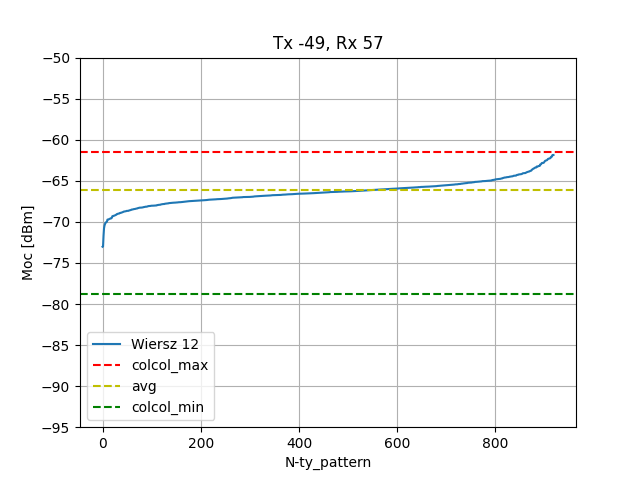 Tx -49, Rx 57
−50
−55
−60
−65
−70
−75
−80
−85
−90
−95
Moc [dBm]
Wiersz 12
colcol_max
avg
colcol_min
0 200 400 600 800
N-ty_pattern